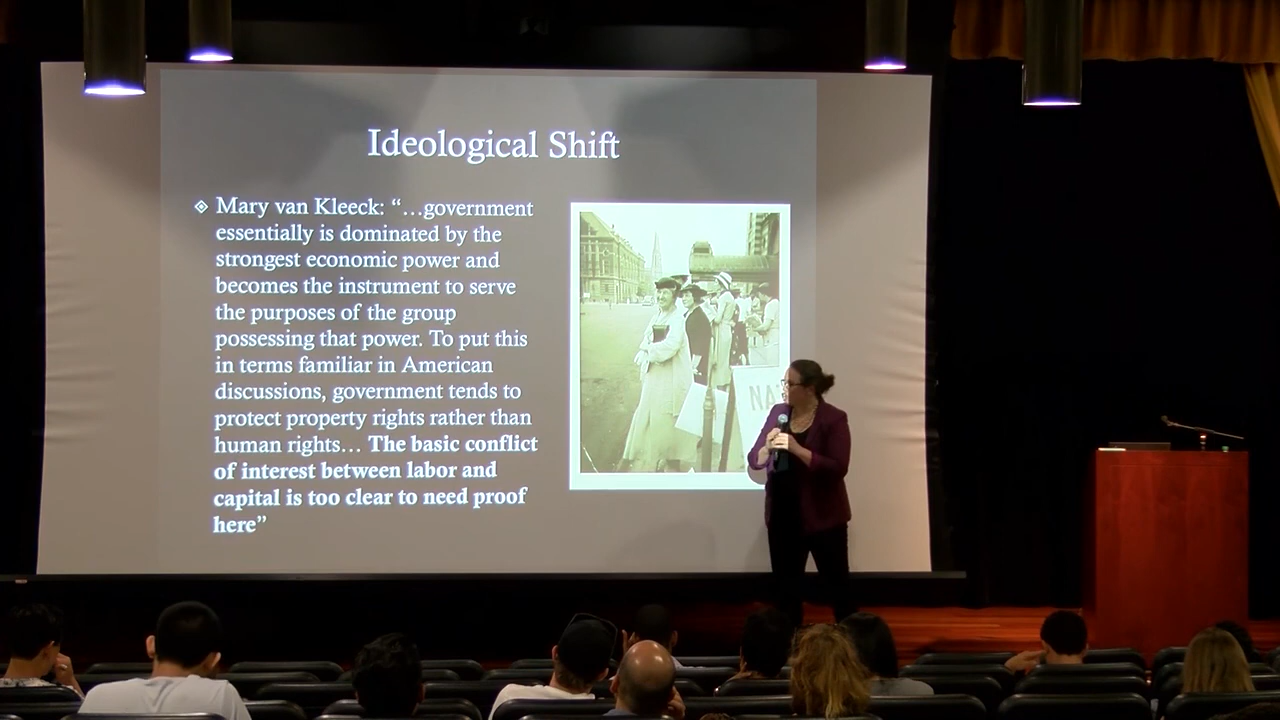 Ideological Shift
Mary van Kleeck: “…government
essentially is dominated by the
strongest economic power and
becomes the instrument to serve
the purposes of the group
possessing that power. To put this
in terms familiar in American
discussions, government tends to
protect property rights rather than
human rights… The basic conflict
of interest between labor and
capital is too clear to need proof
here”
NA